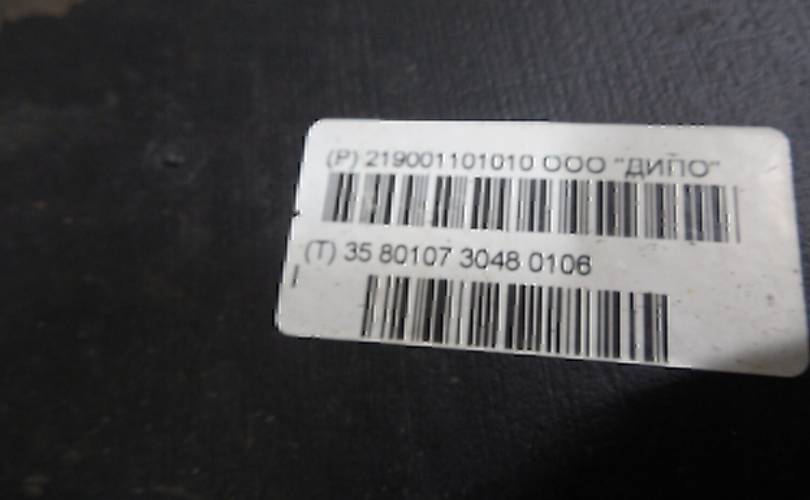 (P) 219001101010 ООО "ДИПО"
(T) 35 80107 3048 0106